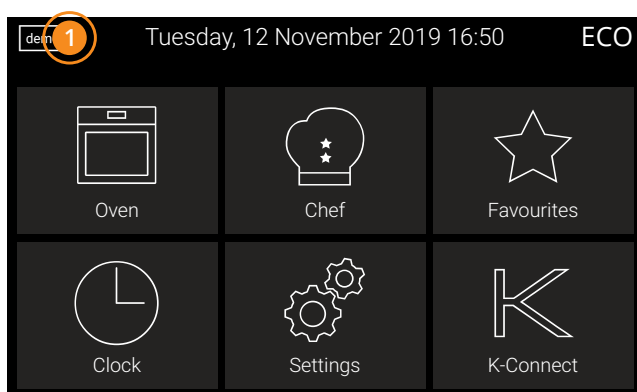 dem 1 Tuesday, 12 November 2019 16:50 ECO
Oven Chef Favourites
Clock Settings K-Connect